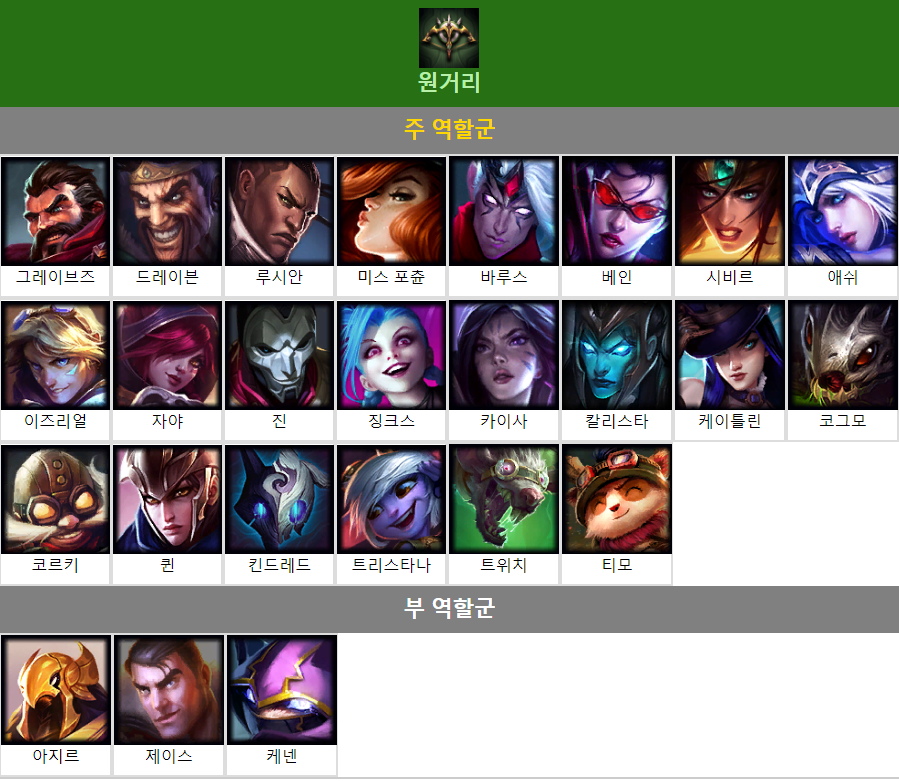 원거리
주 역할군
그레이브즈 드레이븐 루시안 미스 포츈 바루스 베인 시비르 애쉬
이즈리얼 자야 진 징크스 카이사 칼리스타 케이틀린 코그모
코르키 퀸 킨드레드 트리스타나 트위치 티모
부 역할군
아지르 제이스 케넨